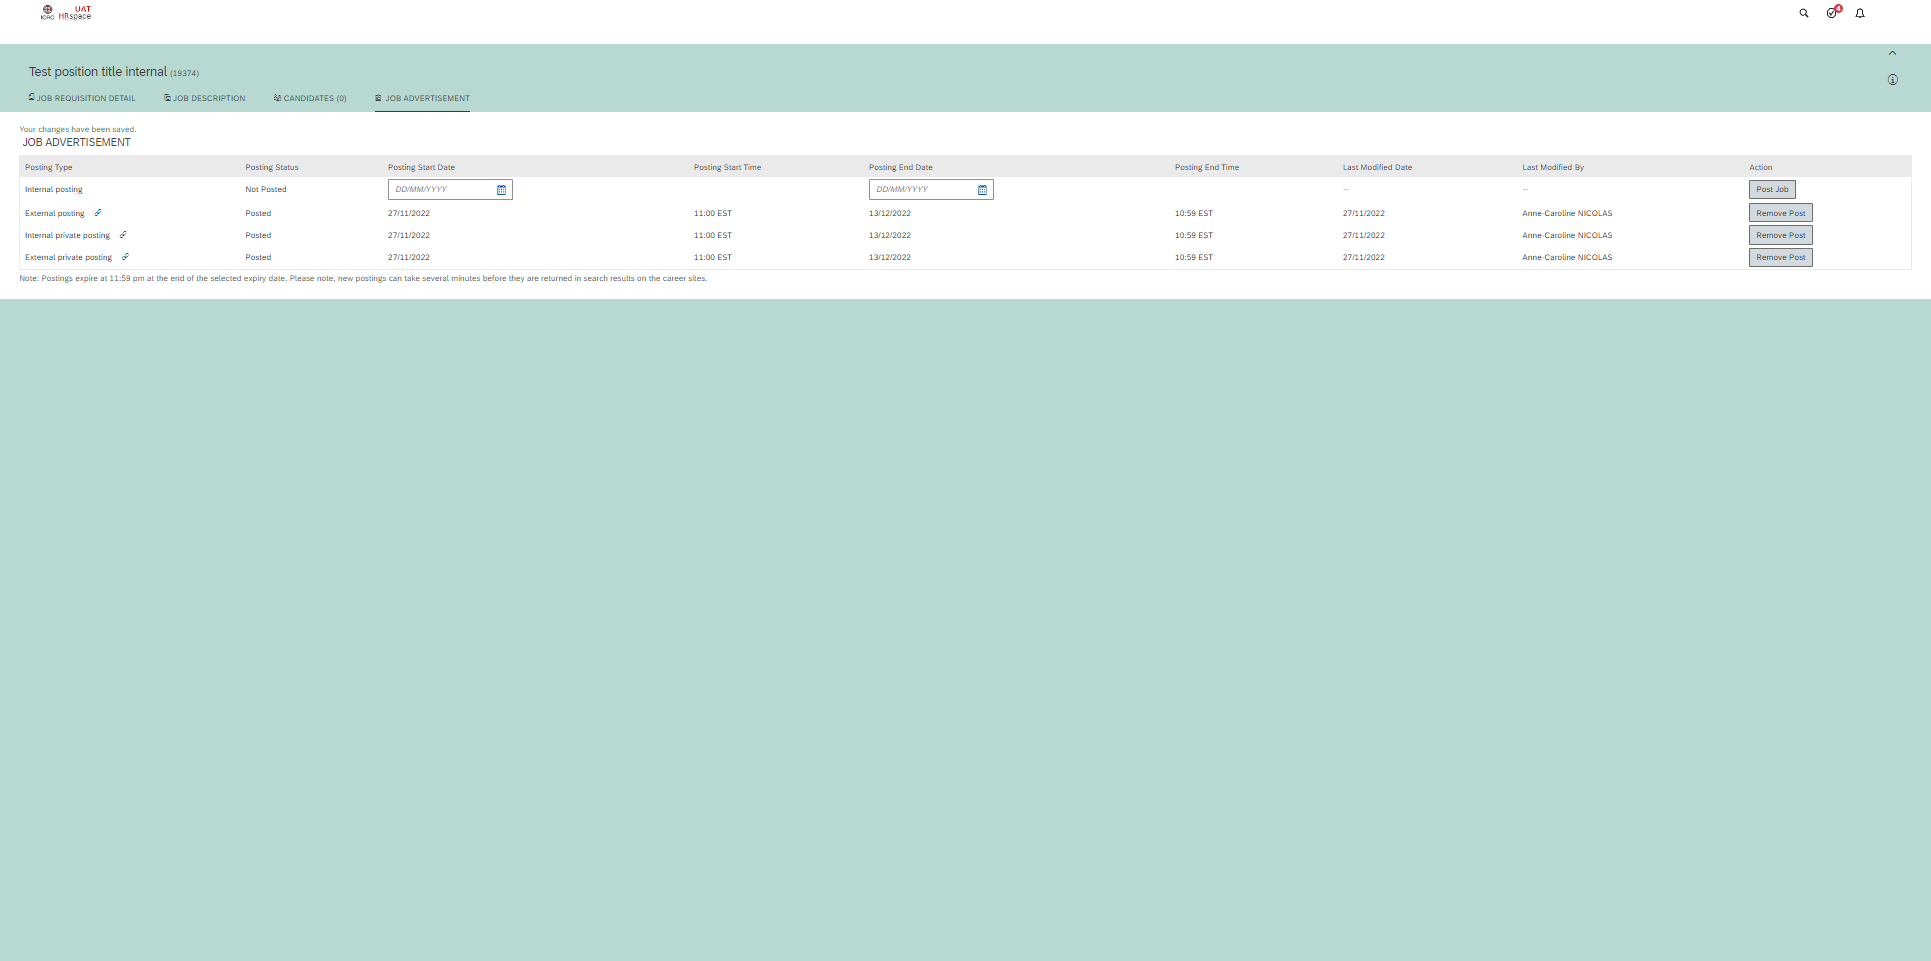 UAT
ICRC HRspace
4
Test position title internal (19374)
JOB REQUISITION DETAIL JOB DESCRIPTION CANDIDATES (0) JOB ADVERTISEMENT
Your changes have been saved.
JOB ADVERTISEMENT
Posting Type Posting Status Posting Start Date Posting Start Time Posting End Date Posting End Time Last Modified Date Last Modified By Action
Internal posting Not Posted DD/MM/YYYY DD/MM/YYYY -- -- Post Job
External posting Posted 27/11/2022 11:00 EST 13/12/2022 10:59 EST 27/11/2022 Anne-Caroline NICOLAS Remove Post
Internal private posting Posted 27/11/2022 11:00 EST 13/12/2022 10:59 EST 27/11/2022 Anne-Caroline NICOLAS Remove Post
External private posting Posted 27/11/2022 11:00 EST 13/12/2022 10:59 EST 27/11/2022 Anne-Caroline NICOLAS Remove Post
Note: Postings expire at 11:59 pm at the end of the selected expiry date. Please note, new postings can take several minutes before they are returned in search results on the career sites.